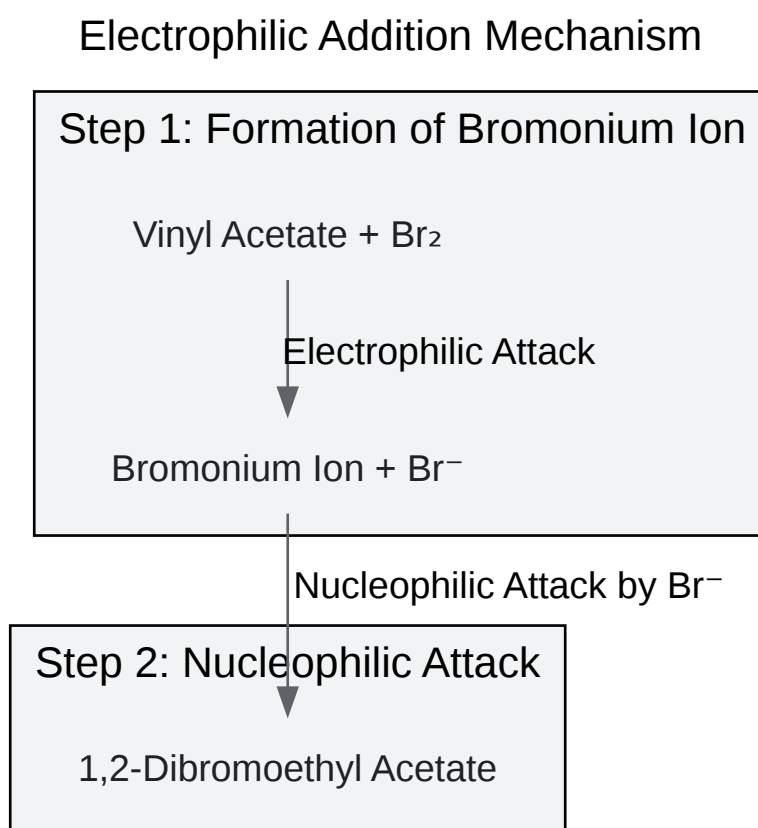 Electrophilic Addition Mechanism
Step 1: Formation of Bromonium Ion
Vinyl Acetate + Br₂
Electrophilic Attack
Bromonium Ion + Br⁻
Nucleophilic Attack by Br⁻
Step 2: Nucleophilic Attack
1,2-Dibromoethyl Acetate